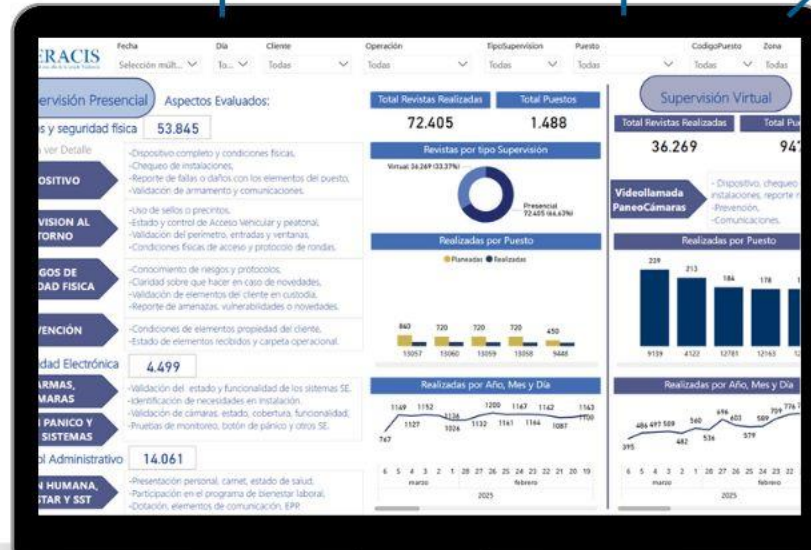 ERACIS
Fecha
Selección múlt...
Día
To...
Cliente
Todas
Operación
Todas
TipoSupervision
Todas
Puesto
Todas
CodigoPuesto
Todas
Zona
Todas
ervisión Presencial
Aspectos Evaluados:
s y seguridad física
53.845
ver Detalle
OSITIVO
-Dispositivo completo y condiciones físicas,
-Chequeo de instalaciones,
-Reporte de fallas o daños con los elementos del puesto,
-Validación de armamento y comunicaciones.
VISION AL
TORNO
-Uso de sellos o precintos,
-Estado y control de Acceso Vehicular y peatonal,
-Validación del perímetro, entradas y ventanas,
-Condiciones físicas de acceso y protocolo de rondas.
GOS DE
DAD FISICA
-Conocimiento de riesgos y protocolos,
-Claridad sobre que hacer en caso de novedades,
-Validación de elementos del cliente en custodia,
-Reporte de amenazas, vulnerabilidades o novedades.
VENCIÓN
-Condiciones de elementos propiedad del cliente,
-Estado de elementos recibidos y carpeta operacional.
dad Electrónica
4.499
ARMAS,
MARAS
PANICO Y
SISTEMAS
-Validación del estado y funcionalidad de los sistemas SE.
-Identificación de necesidades en instalación.
-Validación de cámaras, estado, cobertura, funcionalidad,
-Pruebas de monitoreo, botón de pánico y otros SE.
ol Administrativo
14.061
HUMANA,
STAR Y SST
-Presentación personal, carnet, estado de salud,
-Participación en el programa de bienestar laboral,
-Dotación, elementos de comunicación, EPP.
Total Revistas Realizadas
72.405
Total Puestos
1.488
Revistas por tipo Supervisión
Virtual 36.269 (33,37%)
Presencial
72.405 (66,63%)
Realizadas por Puesto
Planeadas Realizadas
840 720 720 720 450
13057 13060 13059 13058 9448
Realizadas por Año, Mes y Día
767 1149 1127 1152 1026 1136 1132 1200 1161 1167 1164 1142 1087 1163 1100
6 5 4 3 2 1 28 27 26 25 24 23 22 21 20 19
marzo febrero
2025
Supervisión Virtual
Total Revistas Realizadas
36.269
Total Pue
947
Videollamada
PaneoCámaras
- Dispositivo, chequeo
instalaciones, reporte
-Prevención,
-Comunicaciones.
Realizadas por Puesto
239 213 184 178
9139 4122 12781 12163
Realizadas por Año, Mes y Día
395 486 497 508 482 560 536 696 603 579 589 709 776
6 5 4 3 2 1 28 27 26 25 24 23 22
marzo febrero
2025